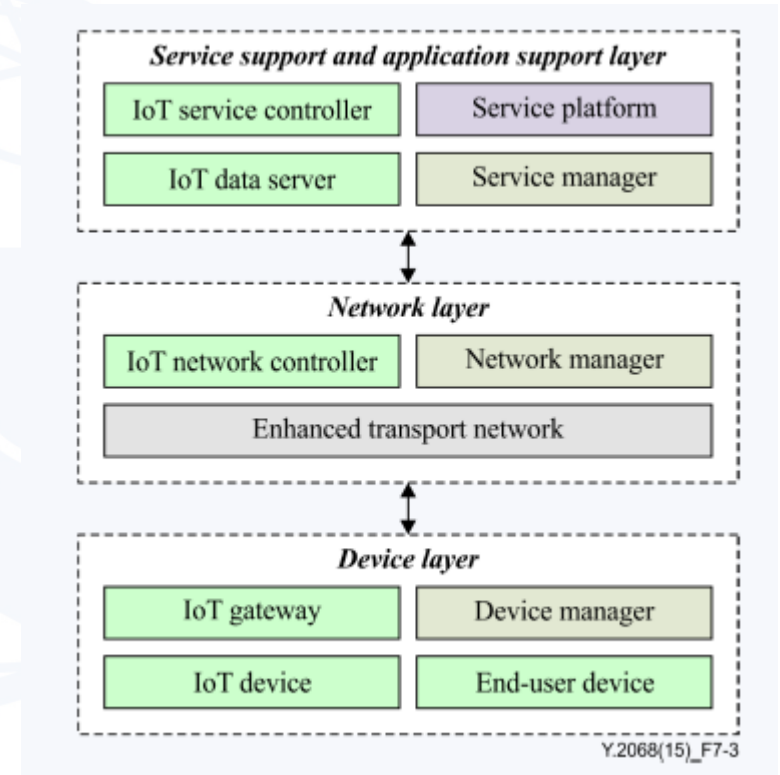 Service support and application support layer
IoT service controller
Service platform
IoT data server
Service manager
Network layer
IoT network controller
Network manager
Enhanced transport network
Device layer
IoT gateway
Device manager
IoT device
End-user device
Y.2068(15)_F7-3